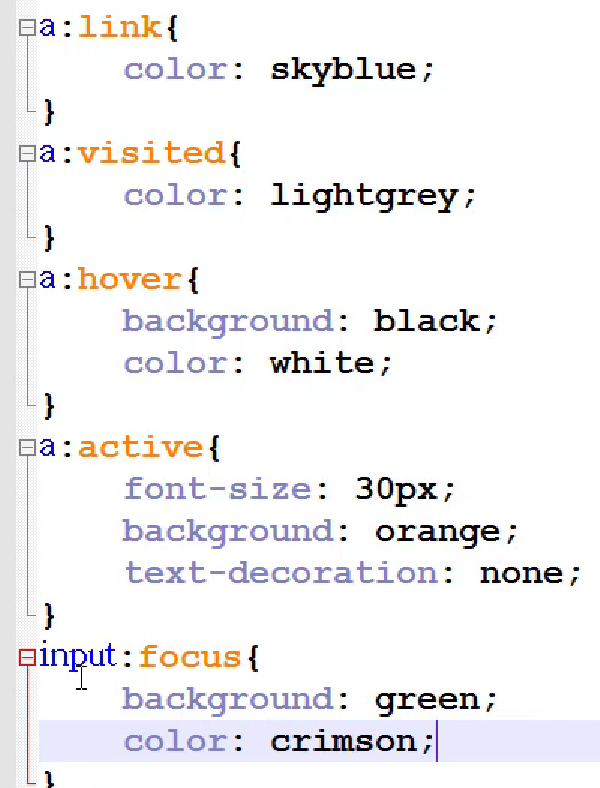 a:link{
color: skyblue;
}
a:visited{
color: lightgrey;
}
a:hover{
background: black;
color: white;
}
a:active{
font-size: 30px;
background: orange;
text-decoration: none;
}
input:focus{
background: green;
color: crimson;
}